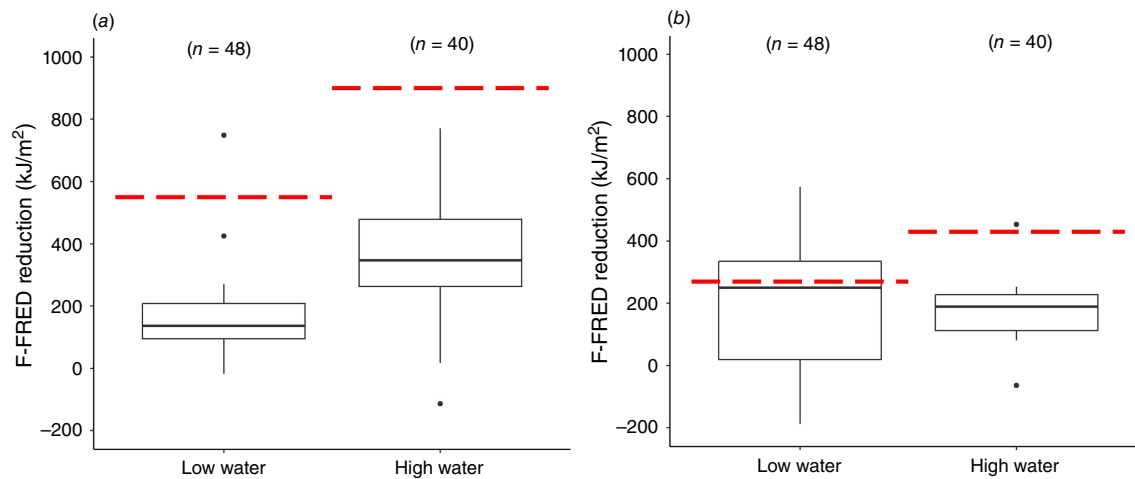 (a)
(n = 48)
(n = 40)
F-FRED reduction (kJ/m²)
1000
800
600
400
200
0
–200
Low water
High water
(b)
(n = 48)
(n = 40)
F-FRED reduction (kJ/m²)
1000
800
600
400
200
0
–200
Low water
High water